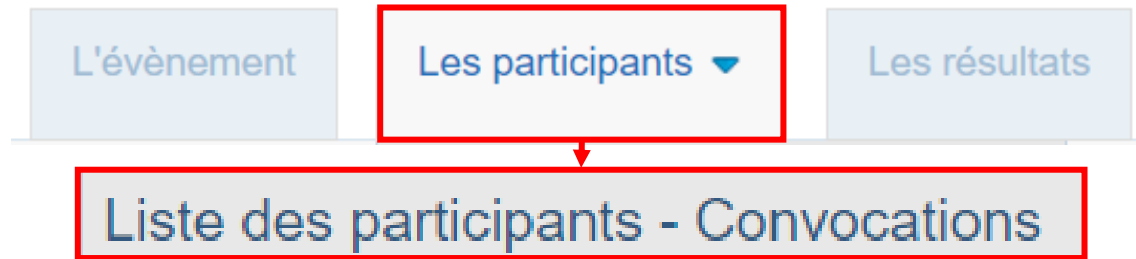 L'évènement Les participants Les résultats
Liste des participants - Convocations